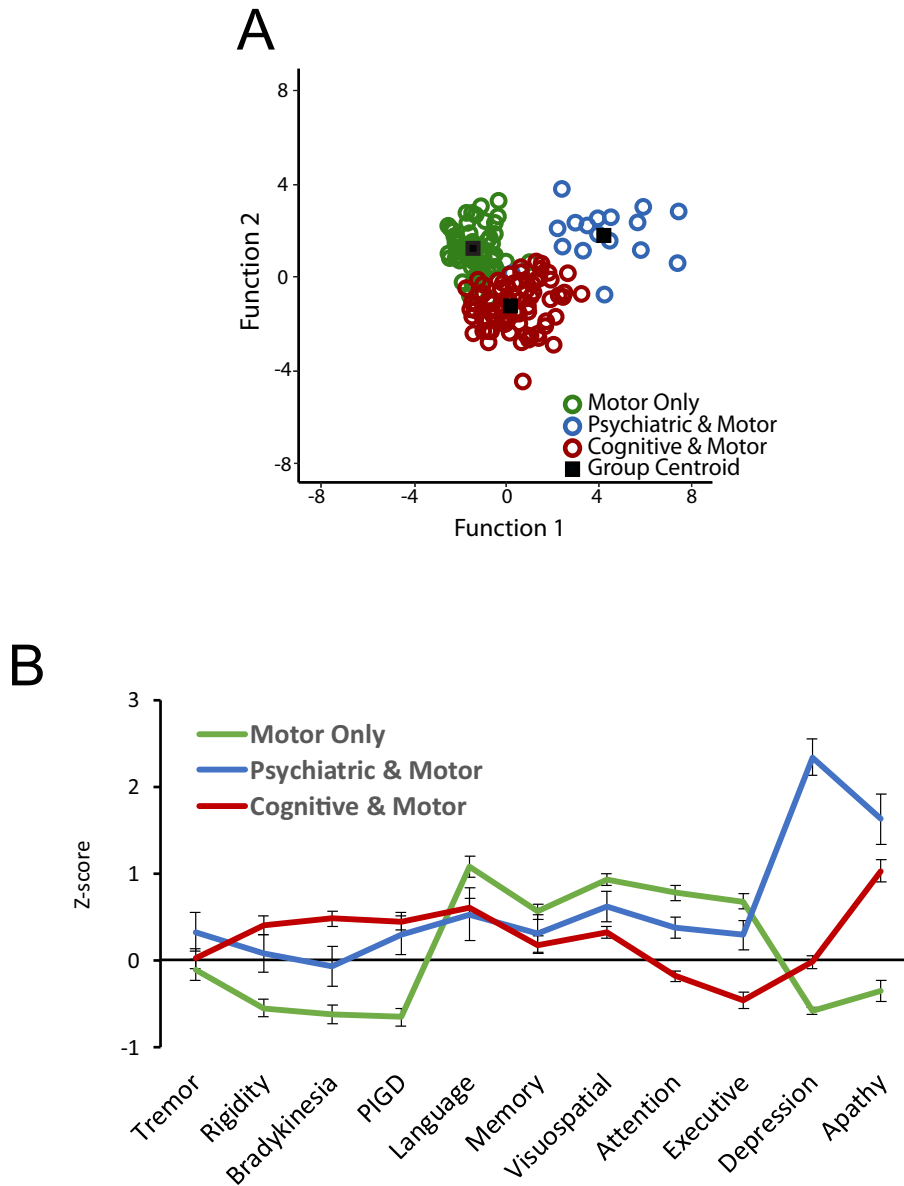 A
8
4
0
-4
-8
Function 2
Motor Only
Psychiatric & Motor
Cognitive & Motor
Group Centroid
-8 -4 0 4 8
Function 1
B
3
2
1
0
-1
Z-score
Motor Only
Psychiatric & Motor
Cognitive & Motor
Tremor
Rigidity
Bradykinesia
PIGD
Language
Memory
Visuospatial
Attention
Executive
Depression
Apathy